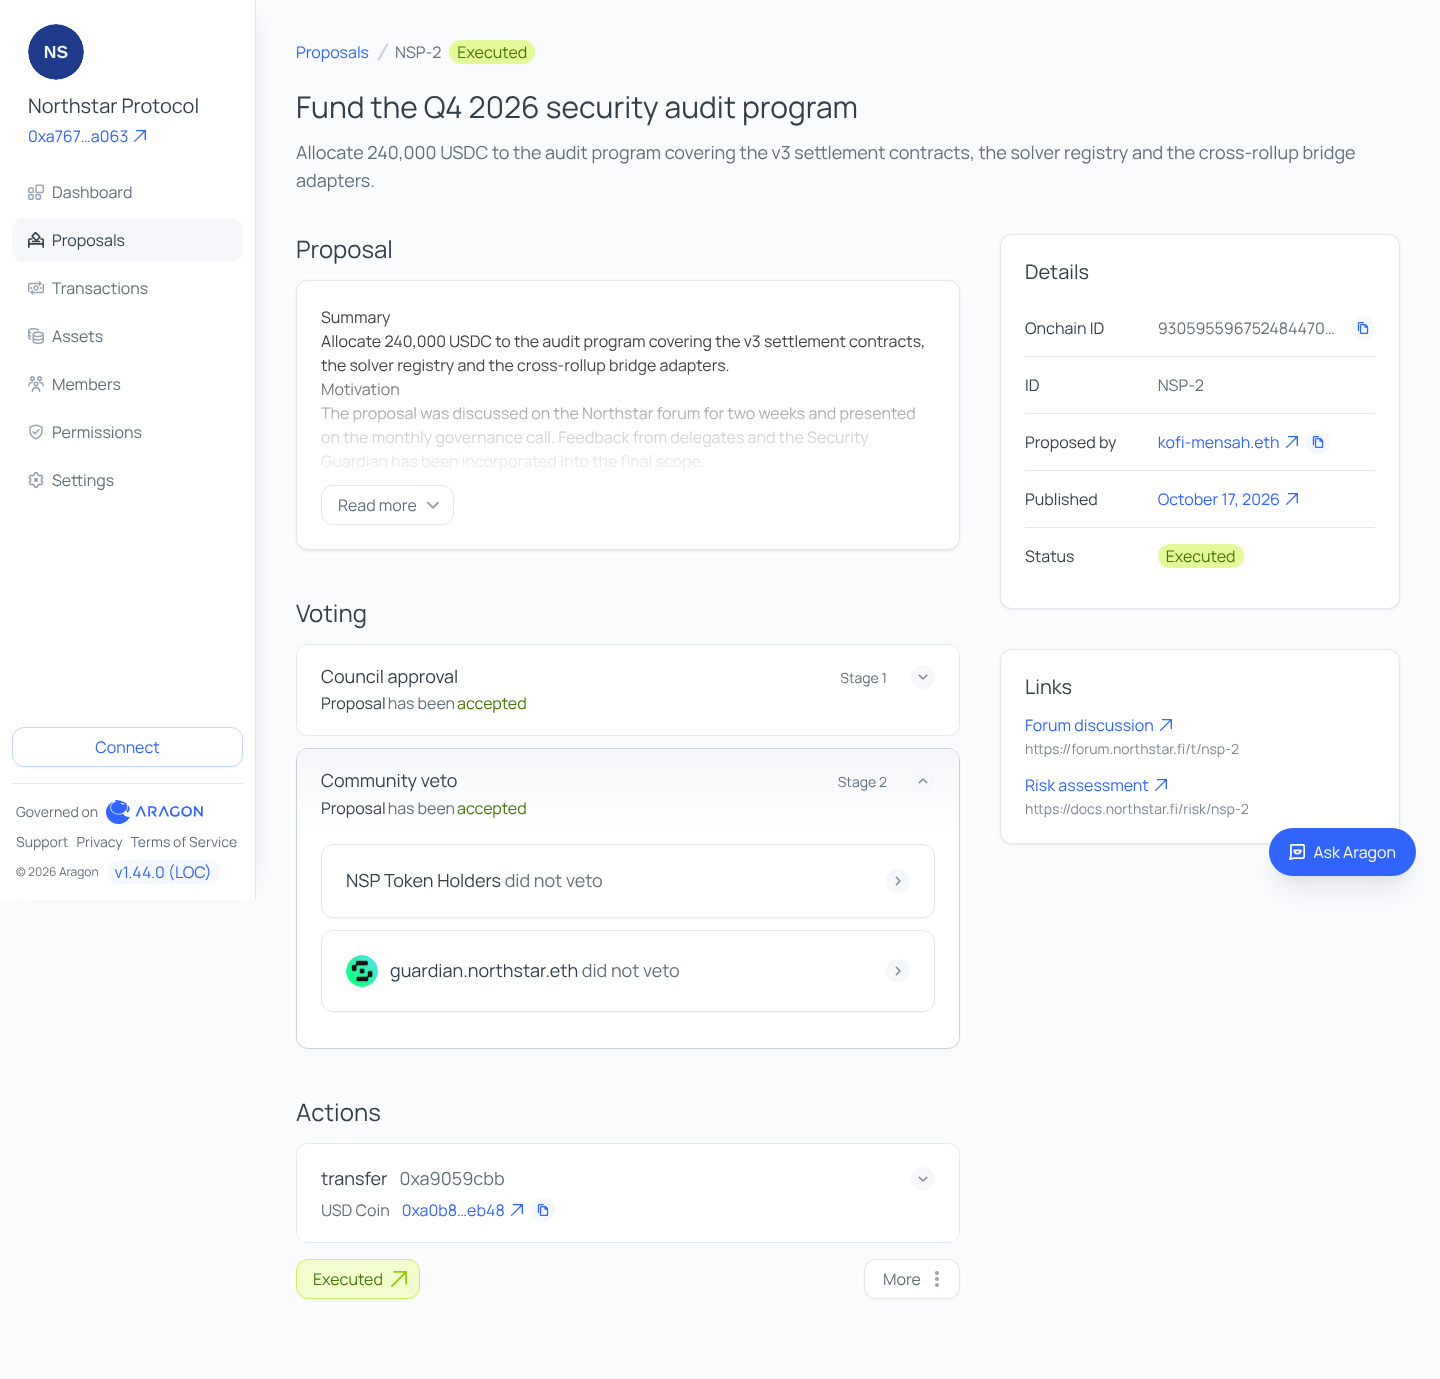 NS
Northstar Protocol
0xa767...a063
Dashboard
Proposals
Transactions
Assets
Members
Permissions
Settings
Connect
Governed on ARAGON
Support Privacy Terms of Service
© 2026 Aragon v1.44.0 (LOC)
Proposals / NSP-2 Executed
Fund the Q4 2026 security audit program
Allocate 240,000 USDC to the audit program covering the v3 settlement contracts, the solver registry and the cross-rollup bridge
adapters.
Proposal
Summary
Allocate 240,000 USDC to the audit program covering the v3 settlement contracts,
the solver registry and the cross-rollup bridge adapters.
Motivation
The proposal was discussed on the Northstar forum for two weeks and presented
on the monthly governance call. Feedback from delegates and the Security
Guardian has been incorporated into the final scope.
Read more
Voting
Council approval Stage 1
Proposal has been accepted
Community veto Stage 2
Proposal has been accepted
NSP Token Holders did not veto
guardian.northstar.eth did not veto
Actions
transfer 0xa9059cbb
USD Coin 0xa0b8...eb48
Executed More
Details
Onchain ID 930595596752484470...
ID NSP-2
Proposed by kofi-mensah.eth
Published October 17, 2026
Status Executed
Links
Forum discussion
https://forum.northstar.fi/t/nsp-2
Risk assessment
https://docs.northstar.fi/risk/nsp-2
Ask Aragon